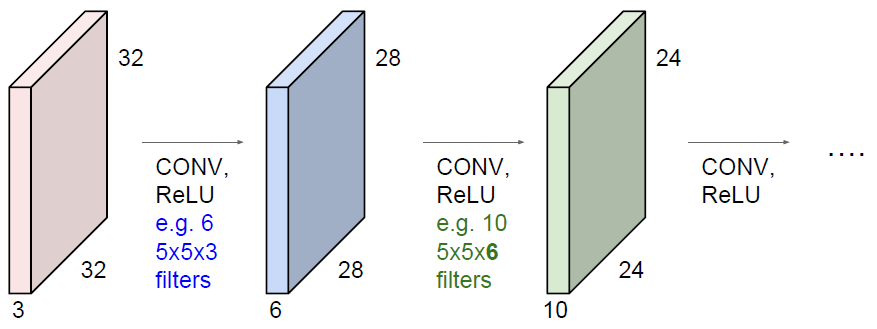 32
32
3
CONV,
ReLU
e.g. 6
5x5x3
filters
28
28
6
CONV,
ReLU
e.g. 10
5x5x6
filters
24
24
10
CONV,
ReLU
....